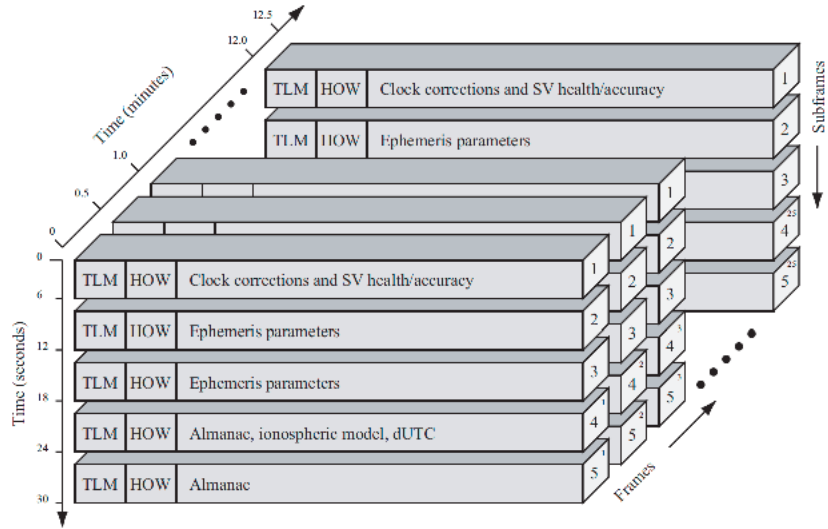 12.5
12.0
Time (minutes)
1.0
0.5
0
TLM HOW Clock corrections and SV health/accuracy 1
TLM HOW Ephemeris parameters 2
3
4 25
5 25
Subframes
1
2
3
4 3
5 3
1
2
3
4 2
5 2
0
TLM HOW Clock corrections and SV health/accuracy 1
6
TLM HOW Ephemeris parameters 2
12
TLM HOW Ephemeris parameters 3
18
TLM HOW Almanac, ionospheric model, dUTC 4 1
24
TLM HOW Almanac 5 1
30
Time (seconds)
Frames